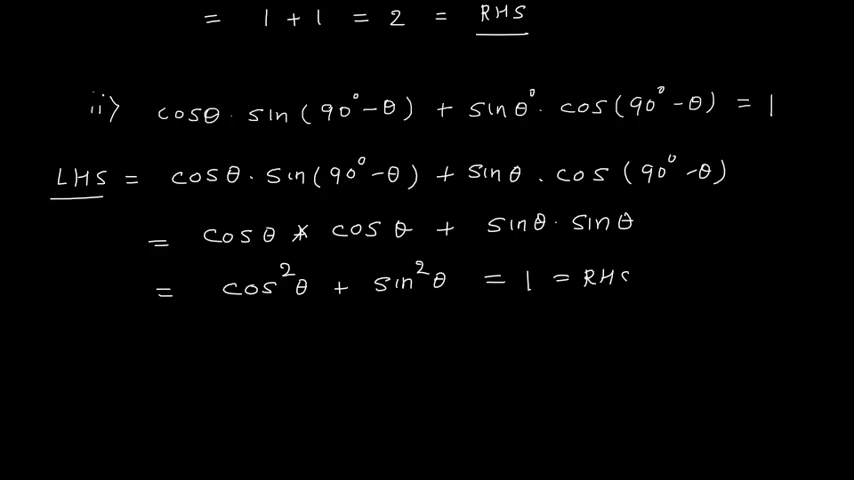 = 1 + 1 = 2 = RHS
ii) cosθ · sin(90° - θ) + sinθ° · cos(90° - θ) = 1
LHS = cosθ · sin(90° - θ) + sinθ · cos(90° - θ)
= cosθ * cosθ + sinθ · sinθ
= cos²θ + sin²θ = 1 = RHS